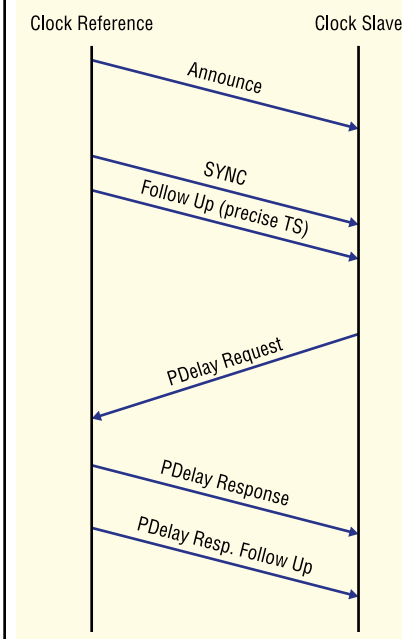 Clock Reference
Clock Slave
Announce
SYNC
Follow Up (precise TS)
PDelay Request
PDelay Response
PDelay Resp. Follow Up